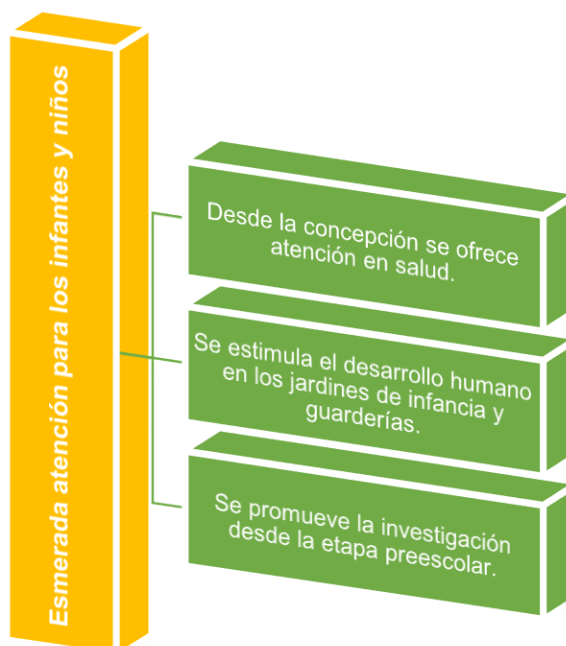 Esmerada atención para los infantes y niños
Desde la concepción se ofrece
atención en salud.
Se estimula el desarrollo humano
en los jardines de infancia y
guarderías.
Se promueve la investigación
desde la etapa preescolar.